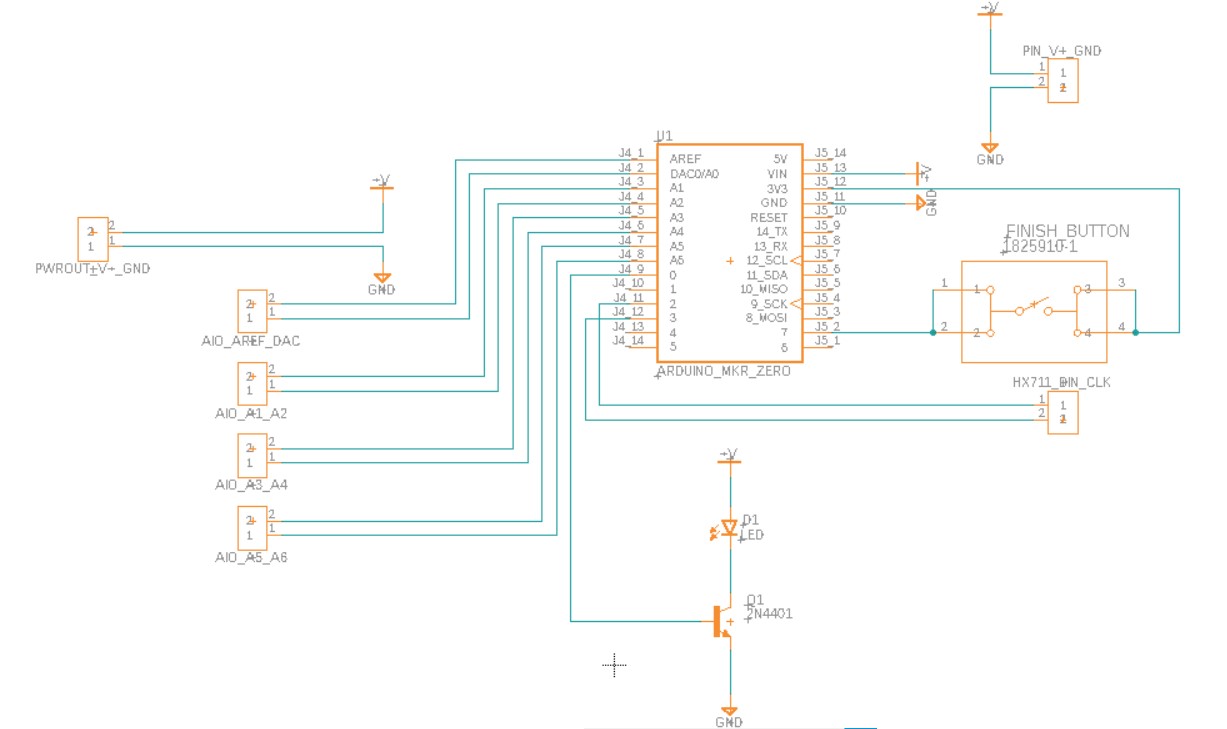 +V
PIN_V+_GND
1 1
2 2
GND
U1
J4_1 AREF 5V J5_14
J4_2 DAC0/A0 VIN J5_13 +V
J4_3 A1 3V3 J5_12
J4_4 A2 GND J5_11 GND
J4_5 A3 RESET J5_10
J4_6 A4 14_TX J5_9
J4_7 A5 13_RX J5_8
J4_8 A6 12_SCL J5_7
J4_9 0 11_SDA J5_6
J4_10 1 10_MISO J5_5
J4_11 2 9_SCK J5_4
J4_12 3 8_MOSI J5_3
J4_13 4 7 J5_2
J4_14 5 6 J5_1
ARDUINO_MKR_ZERO
+V
2 2
1 1
PWROUT_V+_GND
GND
2 2
1 1
AIO_AREF_DAC
2 2
1 1
AIO_A1_A2
2 2
1 1
AIO_A3_A4
2 2
1 1
AIO_A5_A6
FINISH_BUTTON
1825910-1
1 1 3 3
2 2 4 4
HX711_DIN_CLK
1 1
2 2
+V
D1
LED
Q1
2N4401
GND